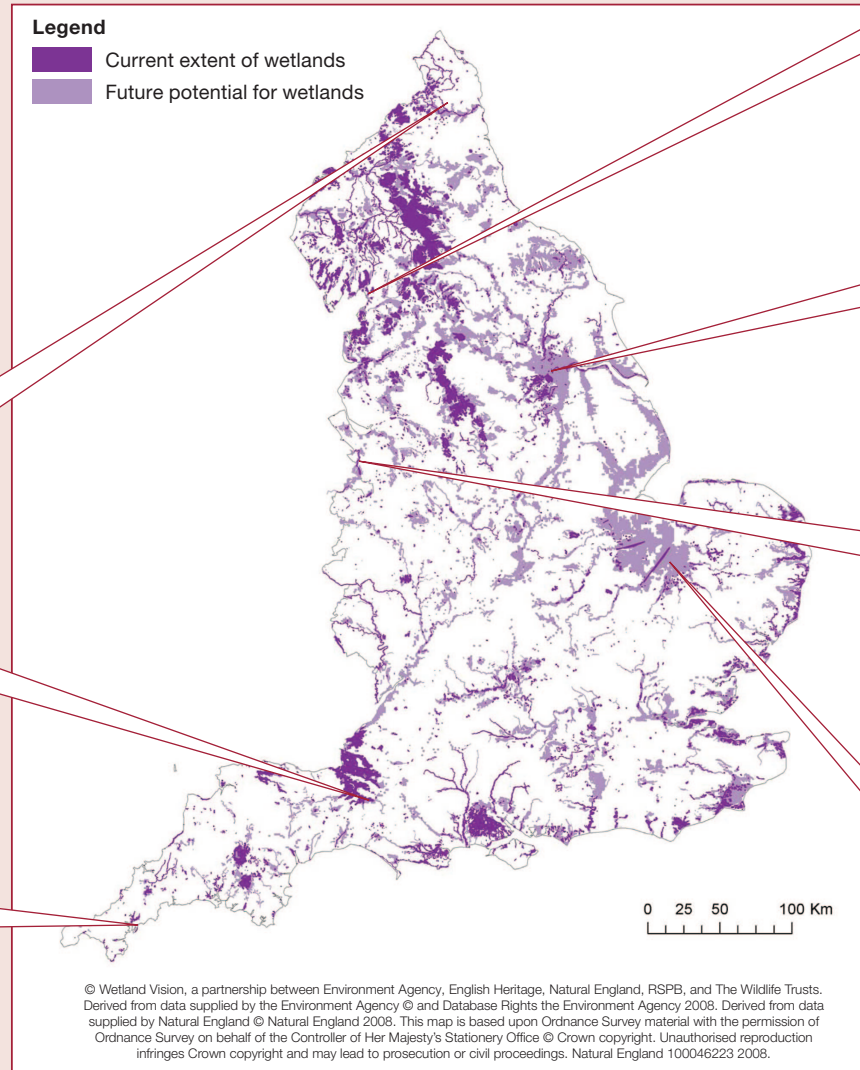 Legend
Current extent of wetlands
Future potential for wetlands
0 25 50 100 Km
© Wetland Vision, a partnership between Environment Agency, English Heritage, Natural England, RSPB, and The Wildlife Trusts.
Derived from data supplied by the Environment Agency © and Database Rights the Environment Agency 2008. Derived from data
supplied by Natural England © Natural England 2008. This map is based upon Ordnance Survey material with the permission of
Ordnance Survey on behalf of the Controller of Her Majesty's Stationery Office © Crown copyright. Unauthorised reproduction
infringes Crown copyright and may lead to prosecution or civil proceedings. Natural England 100046223 2008.